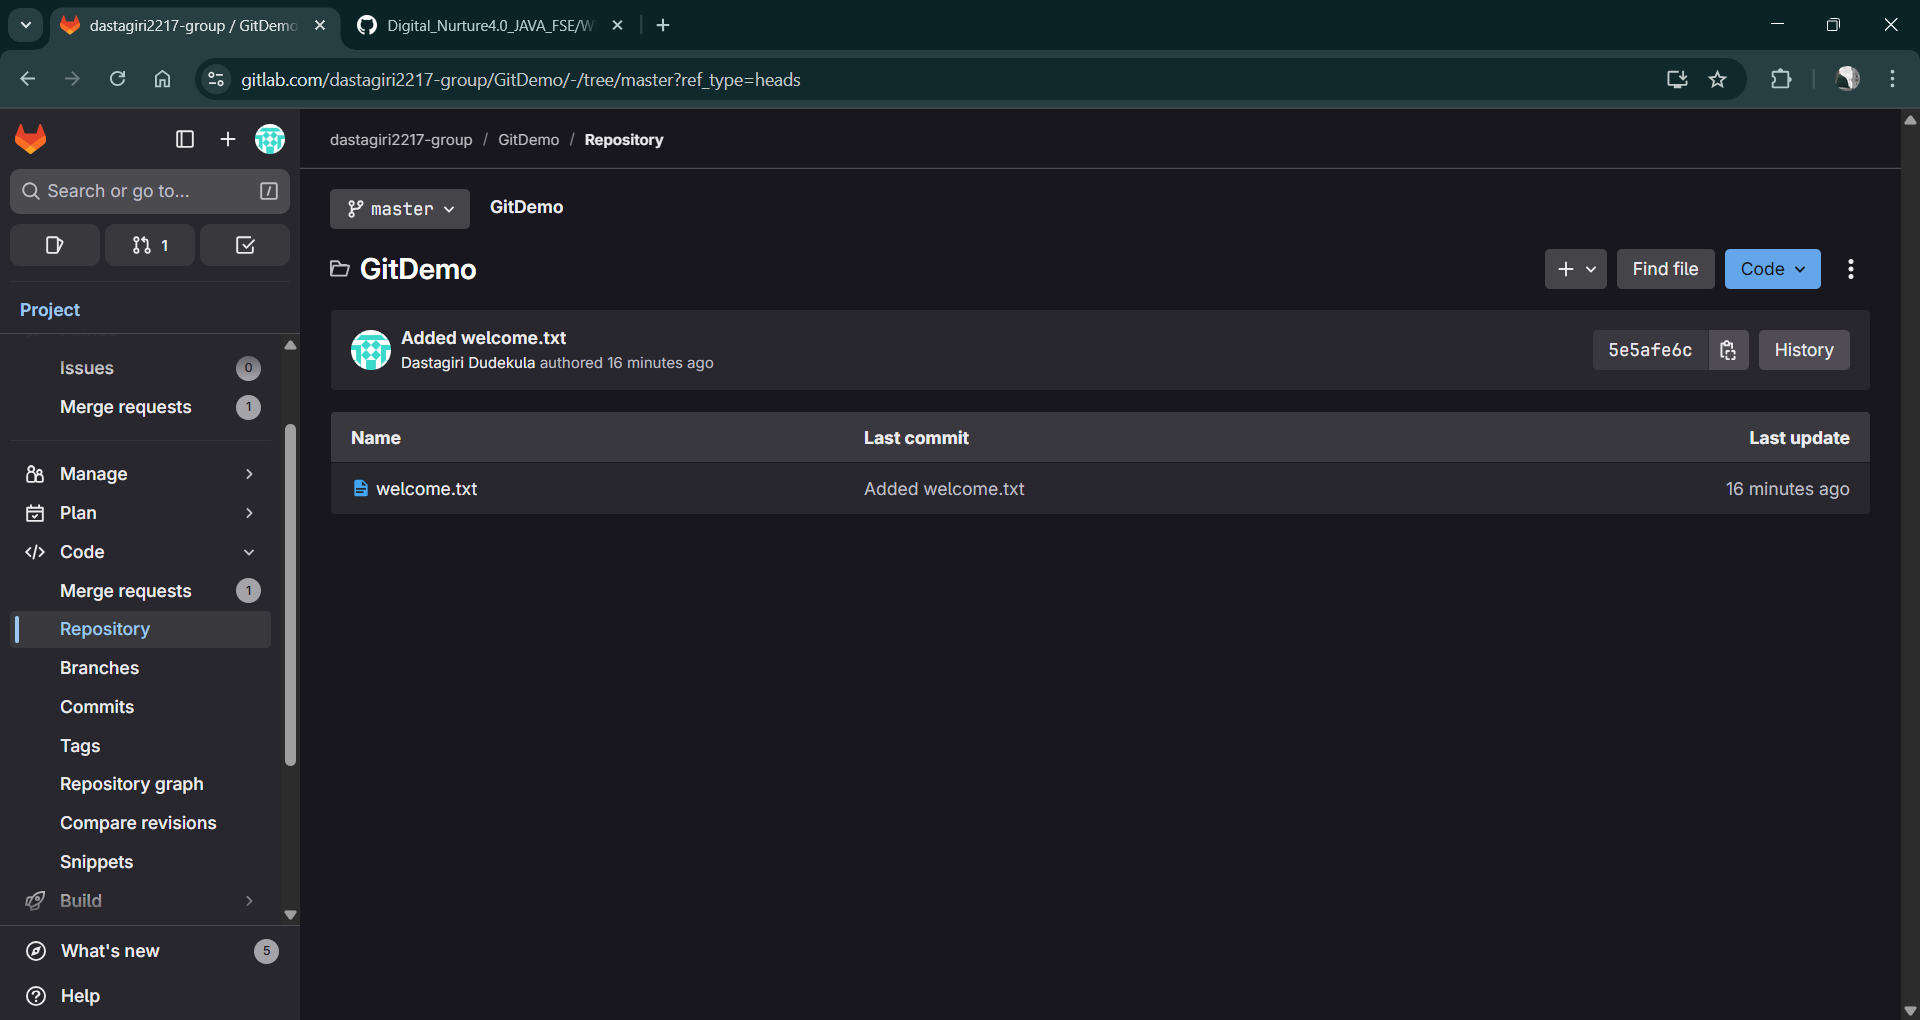 dastagiri2217-group / GitDemo
Digital_Nurture4.0_JAVA_FSE/W
gitlab.com/dastagiri2217-group/GitDemo/-/tree/master?ref_type=heads
dastagiri2217-group / GitDemo / Repository
Search or go to... /
1
master GitDemo
GitDemo
Find file Code
Project
Added welcome.txt
Dastagiri Dudekula authored 16 minutes ago
5e5afe6c History
Issues 0
Merge requests 1
Name Last commit Last update
welcome.txt Added welcome.txt 16 minutes ago
Manage
Plan
Code
Merge requests 1
Repository
Branches
Commits
Tags
Repository graph
Compare revisions
Snippets
Build
What's new 5
Help